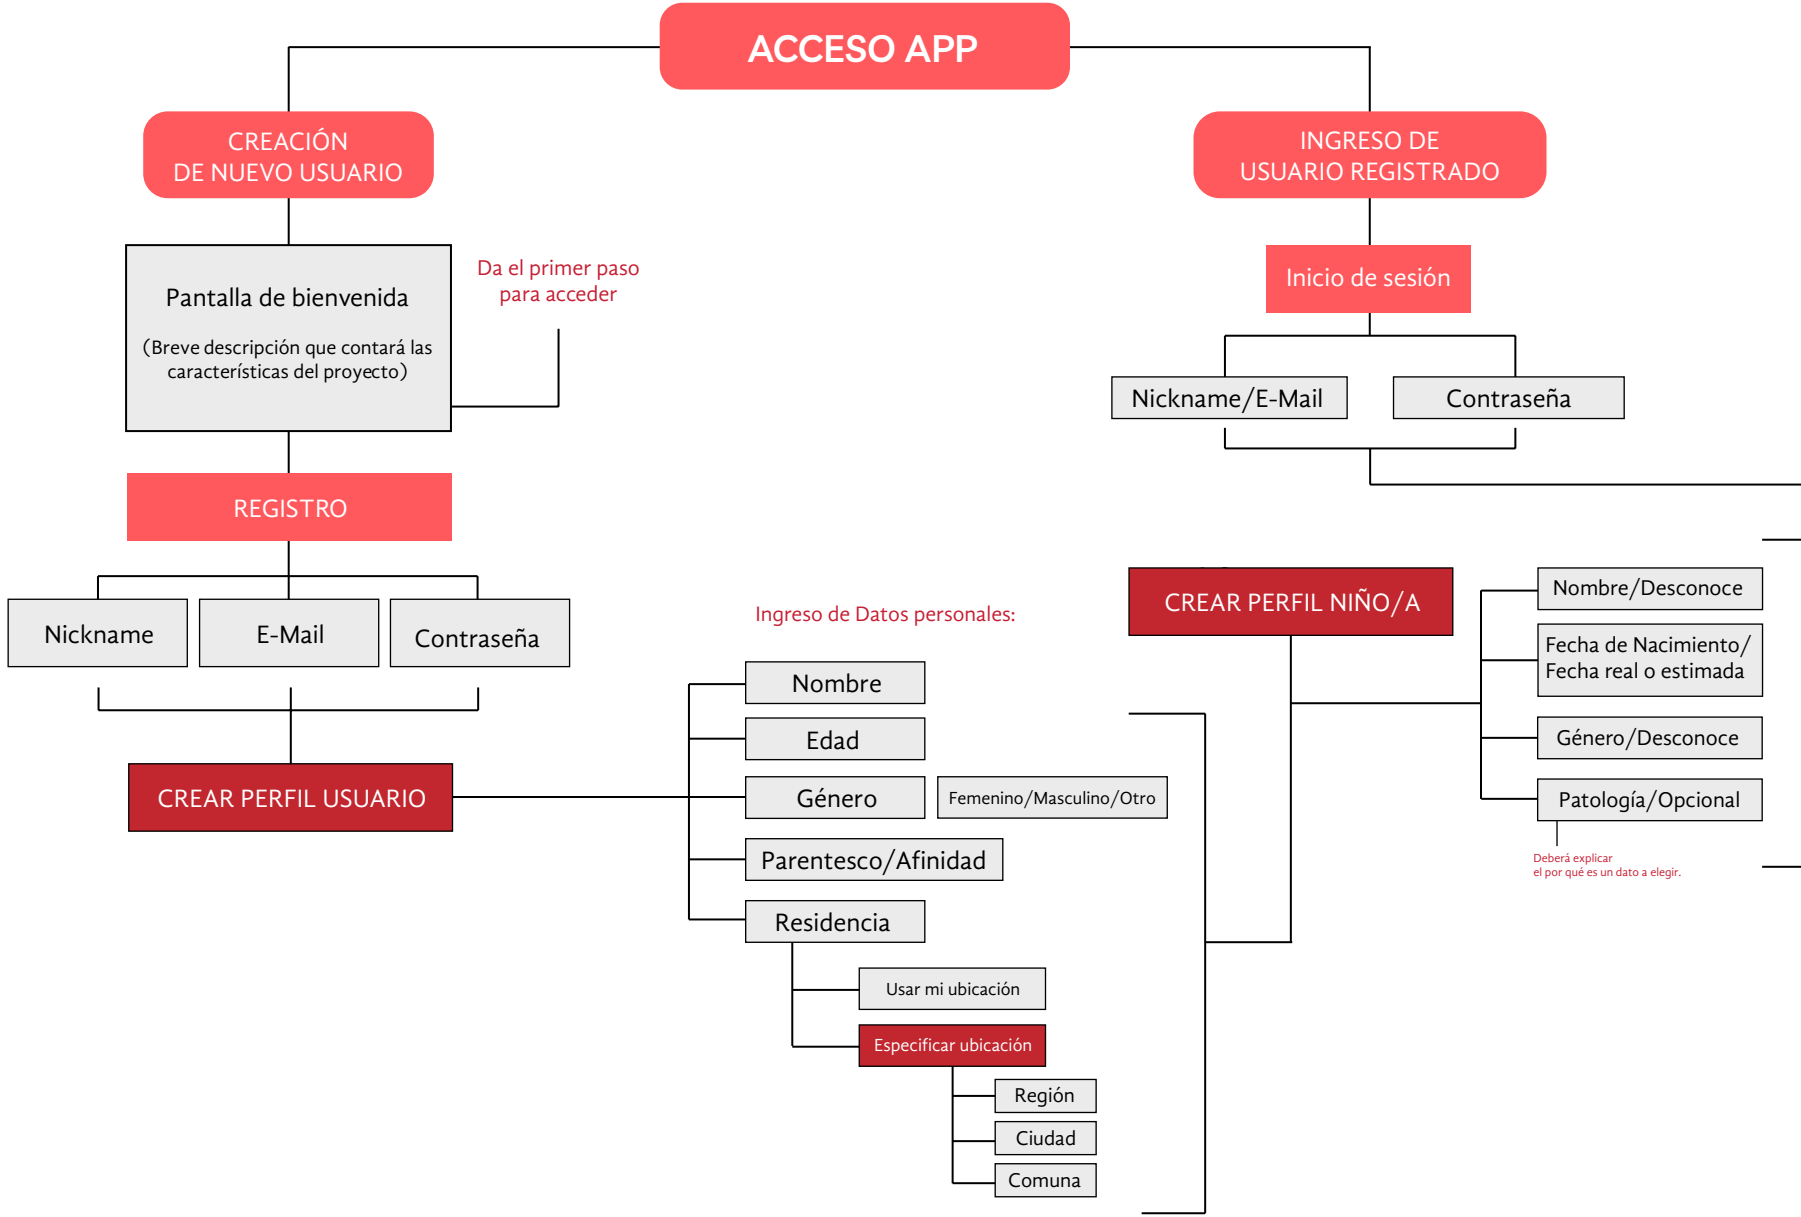 ACCESO APP
CREACIÓN
DE NUEVO USUARIO
INGRESO DE
USUARIO REGISTRADO
Pantalla de bienvenida
(Breve descripción que contará las
características del proyecto)
Da el primer paso
para acceder
Inicio de sesión
Nickname/E-Mail
Contraseña
REGISTRO
Nickname
E-Mail
Contraseña
CREAR PERFIL USUARIO
Ingreso de Datos personales:
Nombre
Edad
Género
Femenino/Masculino/Otro
Parentesco/Afinidad
Residencia
Usar mi ubicación
Especificar ubicación
Región
Ciudad
Comuna
CREAR PERFIL NIÑO/A
Nombre/Desconoce
Fecha de Nacimiento/
Fecha real o estimada
Género/Desconoce
Patología/Opcional
Deberá explicar
el por qué es un dato a elegir.